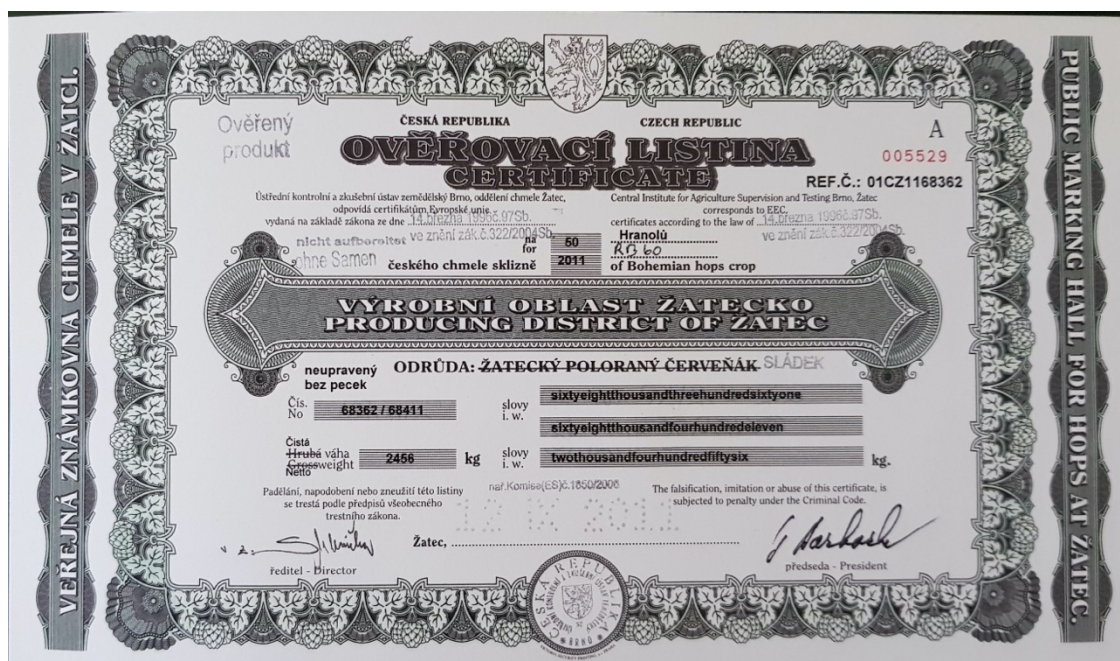 VEŘEJNÁ ZNÁMKOVNA CHMELE V ŽATCI.
Ověřený
produkt
ČESKÁ REPUBLIKA
CZECH REPUBLIC
A
OVĚŘOVACÍ LISTINA
005529
CERTIFICATE
REF.Č.: 01CZ1168362
Ústřední kontrolní a zkušební ústav zemědělský Brno, oddělení chmele Žatec,
odpovídá certifikátům Evropské unie
vydaná na základě zákona ze dne 14.března 1996č.97Sb.
ve znění zák.č.322/2004Sb.
Central Institute for Agriculture Supervision and Testing Brno, Žatec
corresponds to EEC
certificates according to the law of 14.března 1996č.97Sb.
ve znění zák.č.322/2004Sb.
nicht aufbereitet
ohne Samen
na
for
50
Hranolů
RB 60
českého chmele sklizně 2011 of Bohemian hops crop
VÝROBNÍ OBLAST ŽATECKO
PRODUCING DISTRICT OF ŽATEC
neupravený
bez pecek
ODRŮDA: ŽATECKÝ POLORANÝ ČERVEŇÁK SLÁDEK
Čís.
No
68362 / 68411
slovy
i. w.
sixtyeightthousandthreehundredsixtyone
sixtyeightthousandfourhundredeleven
Čistá
Hrubá váha
Grossweight
Netto
2456 kg
slovy
i. w.
twothousandfourhundredfiftysix kg.
Padělání, napodobení nebo zneužití této listiny
se trestá podle předpisů všeobecného
trestního zákona.
nař.Komise(ES)č.1850/2006
The falsification, imitation or abuse of this certificate, is
subjected to penalty under the Criminal Code.
Žatec,
ředitel - Director
předseda - President
ČESKÁ REPUBLIKA
BRNO
PUBLIC MARKING HALL FOR HOPS AT ŽATEC.